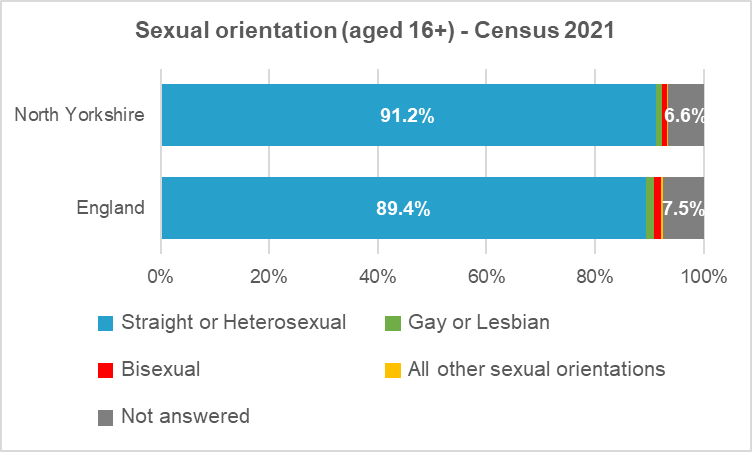 Sexual orientation (aged 16+) - Census 2021
North Yorkshire
91.2%
6.6%
England
89.4%
7.5%
0%
20%
40%
60%
80%
100%
Straight or Heterosexual
Gay or Lesbian
Bisexual
All other sexual orientations
Not answered